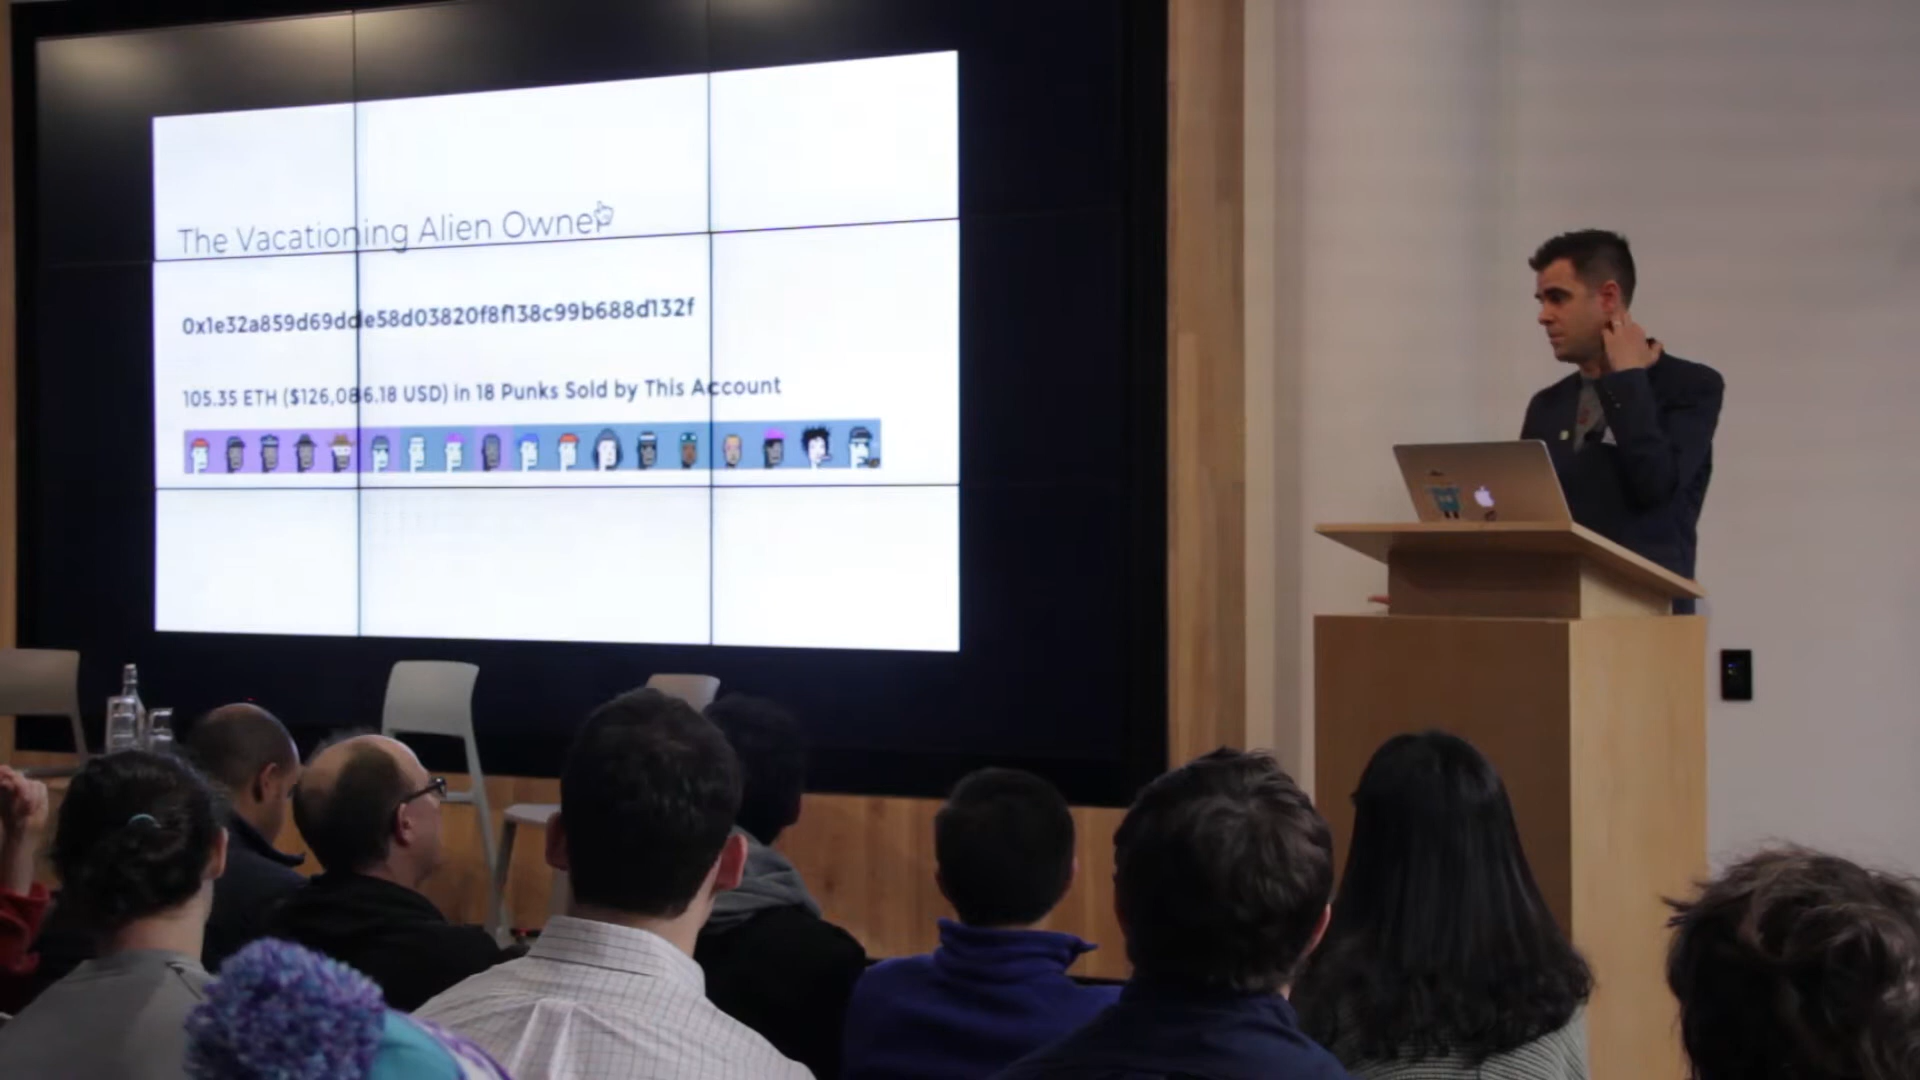 The Vacationing Alien Owner
0x1e32a859d69dde58d03820f8f138c99b688d132f
105.35 ETH ($126,086.18 USD) in 18 Punks Sold by This Account